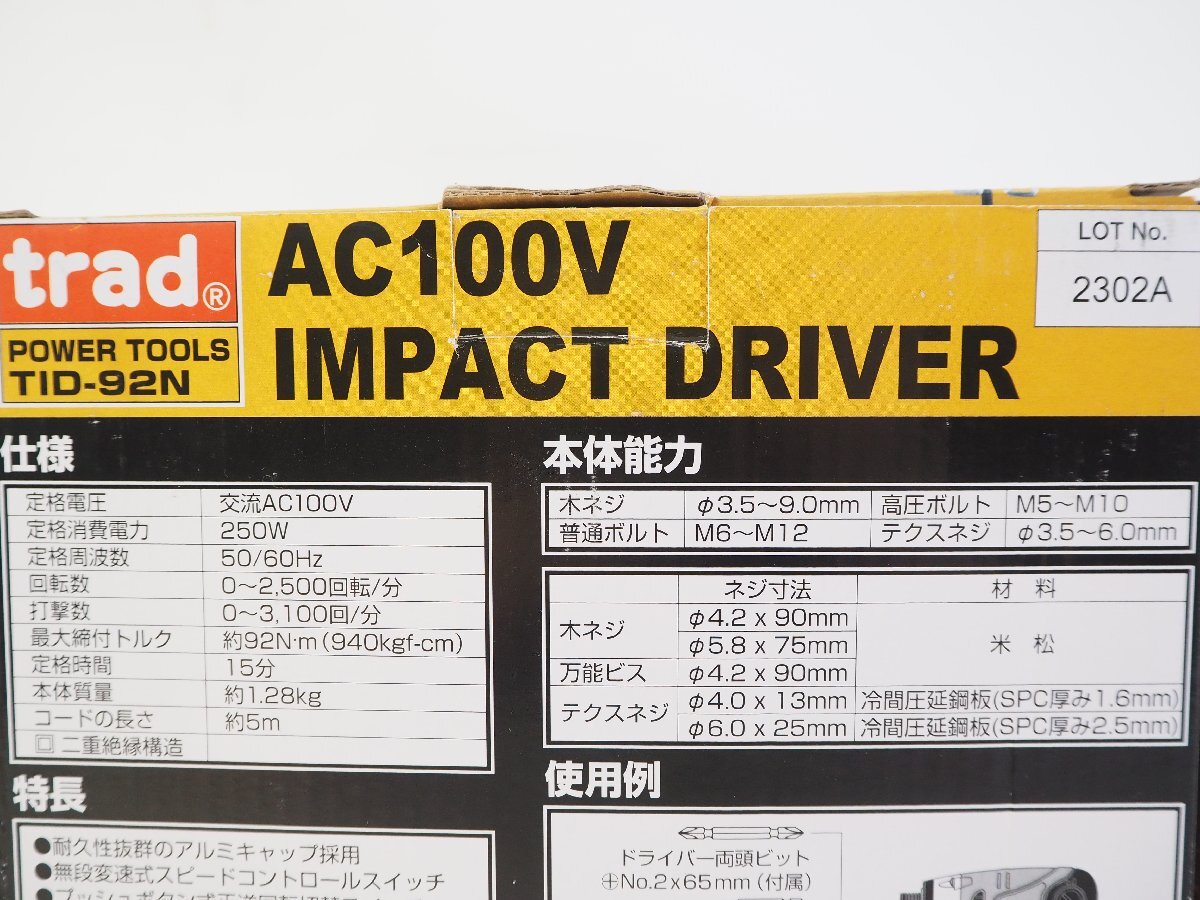 trad®
POWER TOOLS
TID-92N
AC100V
IMPACT DRIVER
LOT No.
2302A
仕様
定格電圧 交流AC100V
定格消費電力 250W
定格周波数 50/60Hz
回転数 0～2,500回転/分
打撃数 0～3,100回/分
最大締付トルク 約92N·m(940kgf-cm)
定格時間 15分
本体質量 約1.28kg
コードの長さ 約5m
回 二重絶縁構造
特長
●耐久性抜群のアルミキャップ採用
●無段変速式スピードコントロールスイッチ
本体能力
木ネジ φ3.5～9.0mm 高圧ボルト M5～M10
普通ボルト M6～M12 テクスネジ φ3.5～6.0mm
ネジ寸法 材料
木ネジ φ4.2 x 90mm 米松
φ5.8 x 75mm
万能ビス φ4.2 x 90mm
テクスネジ φ4.0 x 13mm 冷間圧延鋼板(SPC厚み1.6mm)
φ6.0 x 25mm 冷間圧延鋼板(SPC厚み2.5mm)
使用例
ドライバー両頭ビット
⊕No.2x65mm(付属)